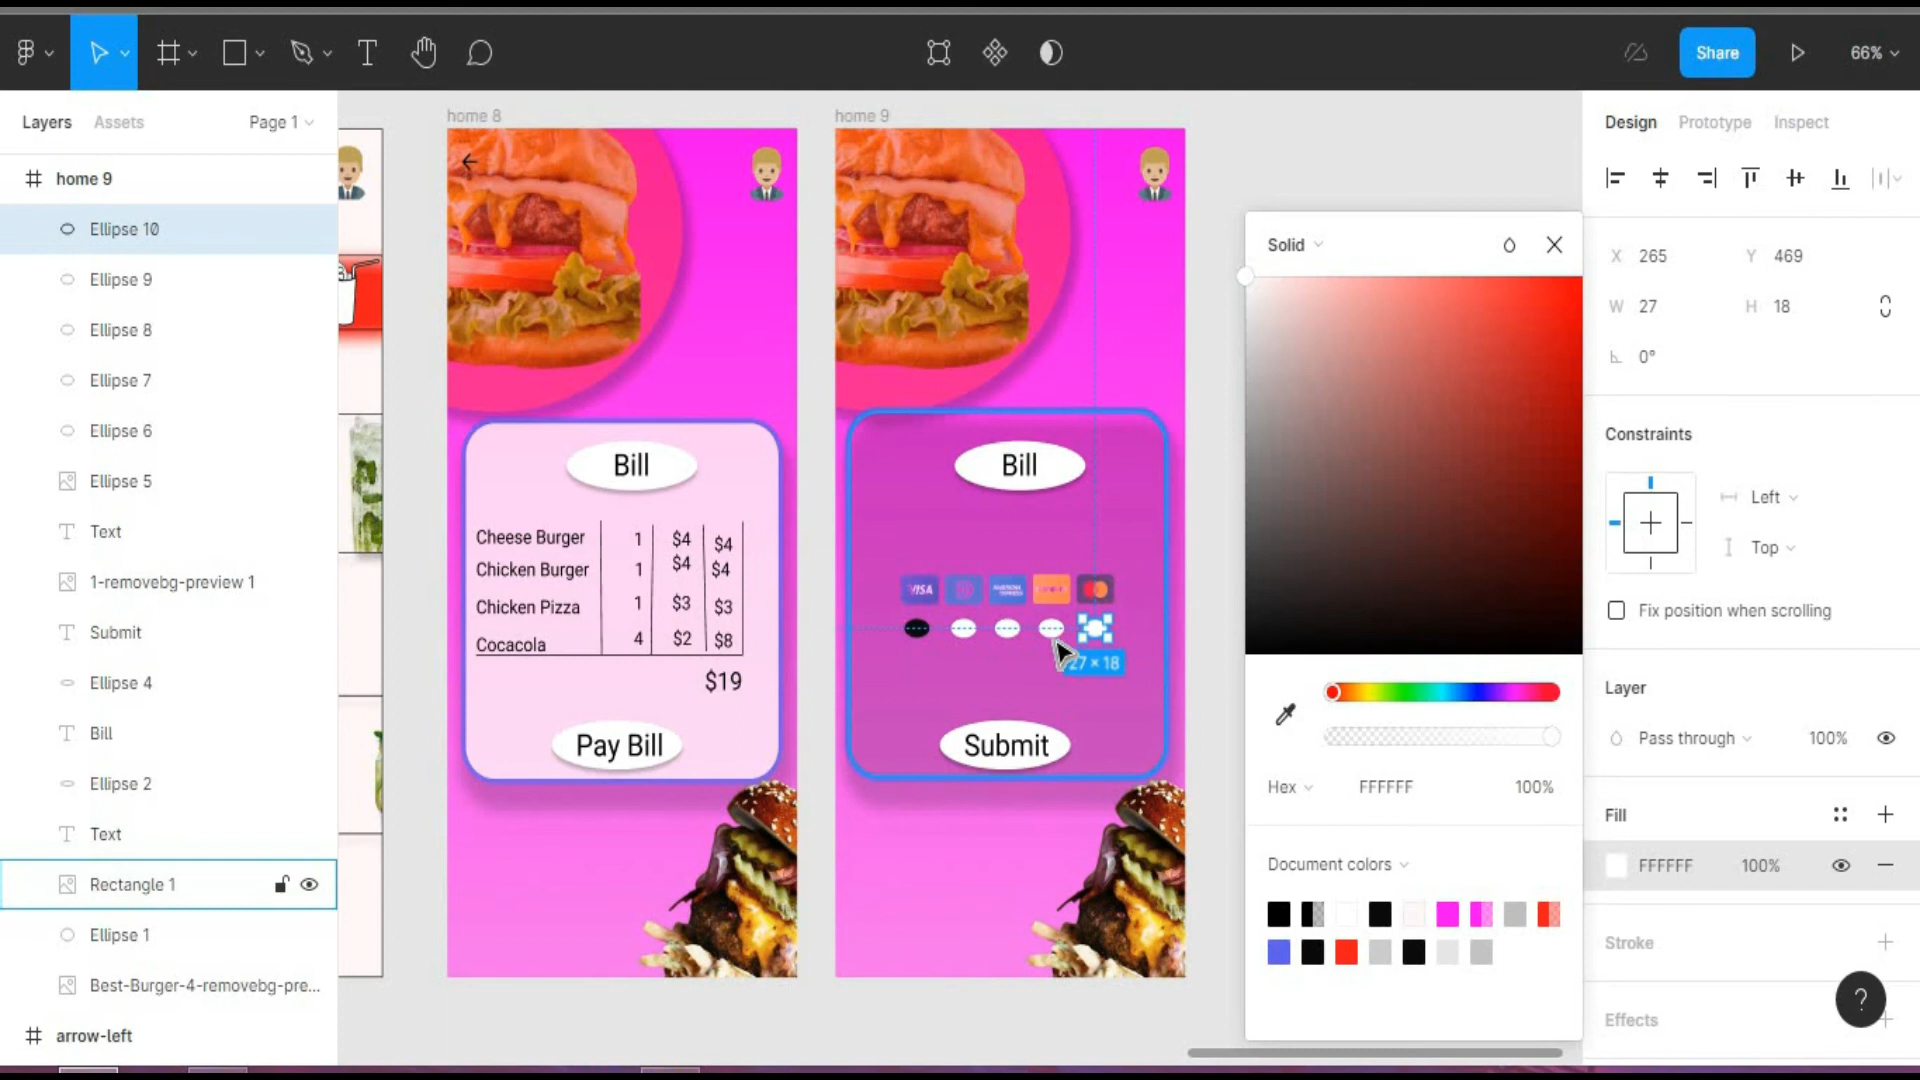 Share
66%
Layers
Assets
Page 1
home 9
Ellipse 10
Ellipse 9
Ellipse 8
Ellipse 7
Ellipse 6
Ellipse 5
Text
1-removebg-preview 1
Submit
Text
Ellipse 4
Bill
Ellipse 2
Text
Rectangle 1
Ellipse 1
Best-Burger-4-removebg-pre...
arrow-left
home 8
Bill
Cheese Burger 1 $4 $4
Chicken Burger 1 $4 $4
Chicken Pizza 1 $3 $3
Cocacola 4 $2 $8
$19
Pay Bill
home 9
Bill
VISA
27 × 18
Submit
Solid
Hex
FFFFFF
100%
Document colors
Design
Prototype
Inspect
X 265
Y 469
W 27
H 18
0°
Constraints
Left
Top
Fix position when scrolling
Layer
Pass through
100%
Fill
FFFFFF
100%
Stroke
Effects
?